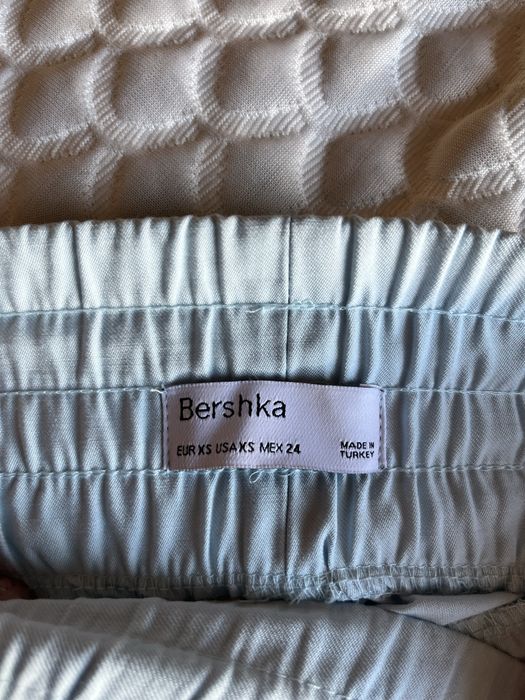 Bershka
EUR XS USA XS MEX 24
MADE IN
TURKEY